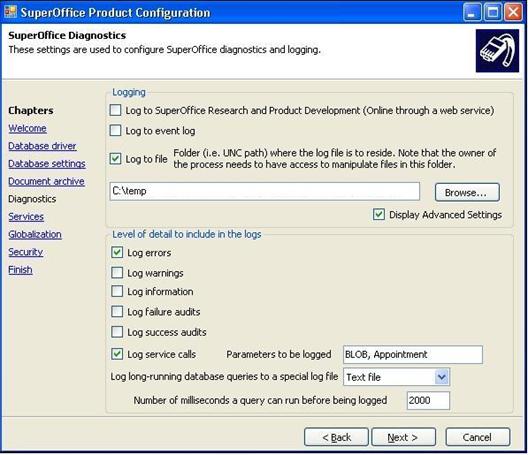 SuperOffice Product Configuration
SuperOffice Diagnostics
These settings are used to configure SuperOffice diagnostics and logging.
Chapters
Welcome
Database driver
Database settings
Document archive
Diagnostics
Services
Globalization
Security
Finish
Logging
Log to SuperOffice Research and Product Development (Online through a web service)
Log to event log
Log to file
Folder (i.e. UNC path) where the log file is to reside. Note that the owner of
the process needs to have access to manipulate files in this folder.
C:\temp
Browse...
Display Advanced Settings
Level of detail to include in the logs
Log errors
Log warnings
Log information
Log failure audits
Log success audits
Log service calls Parameters to be logged BLOB, Appointment
Log long-running database queries to a special log file Text file
Number of milliseconds a query can run before being logged 2000
< Back Next > Cancel